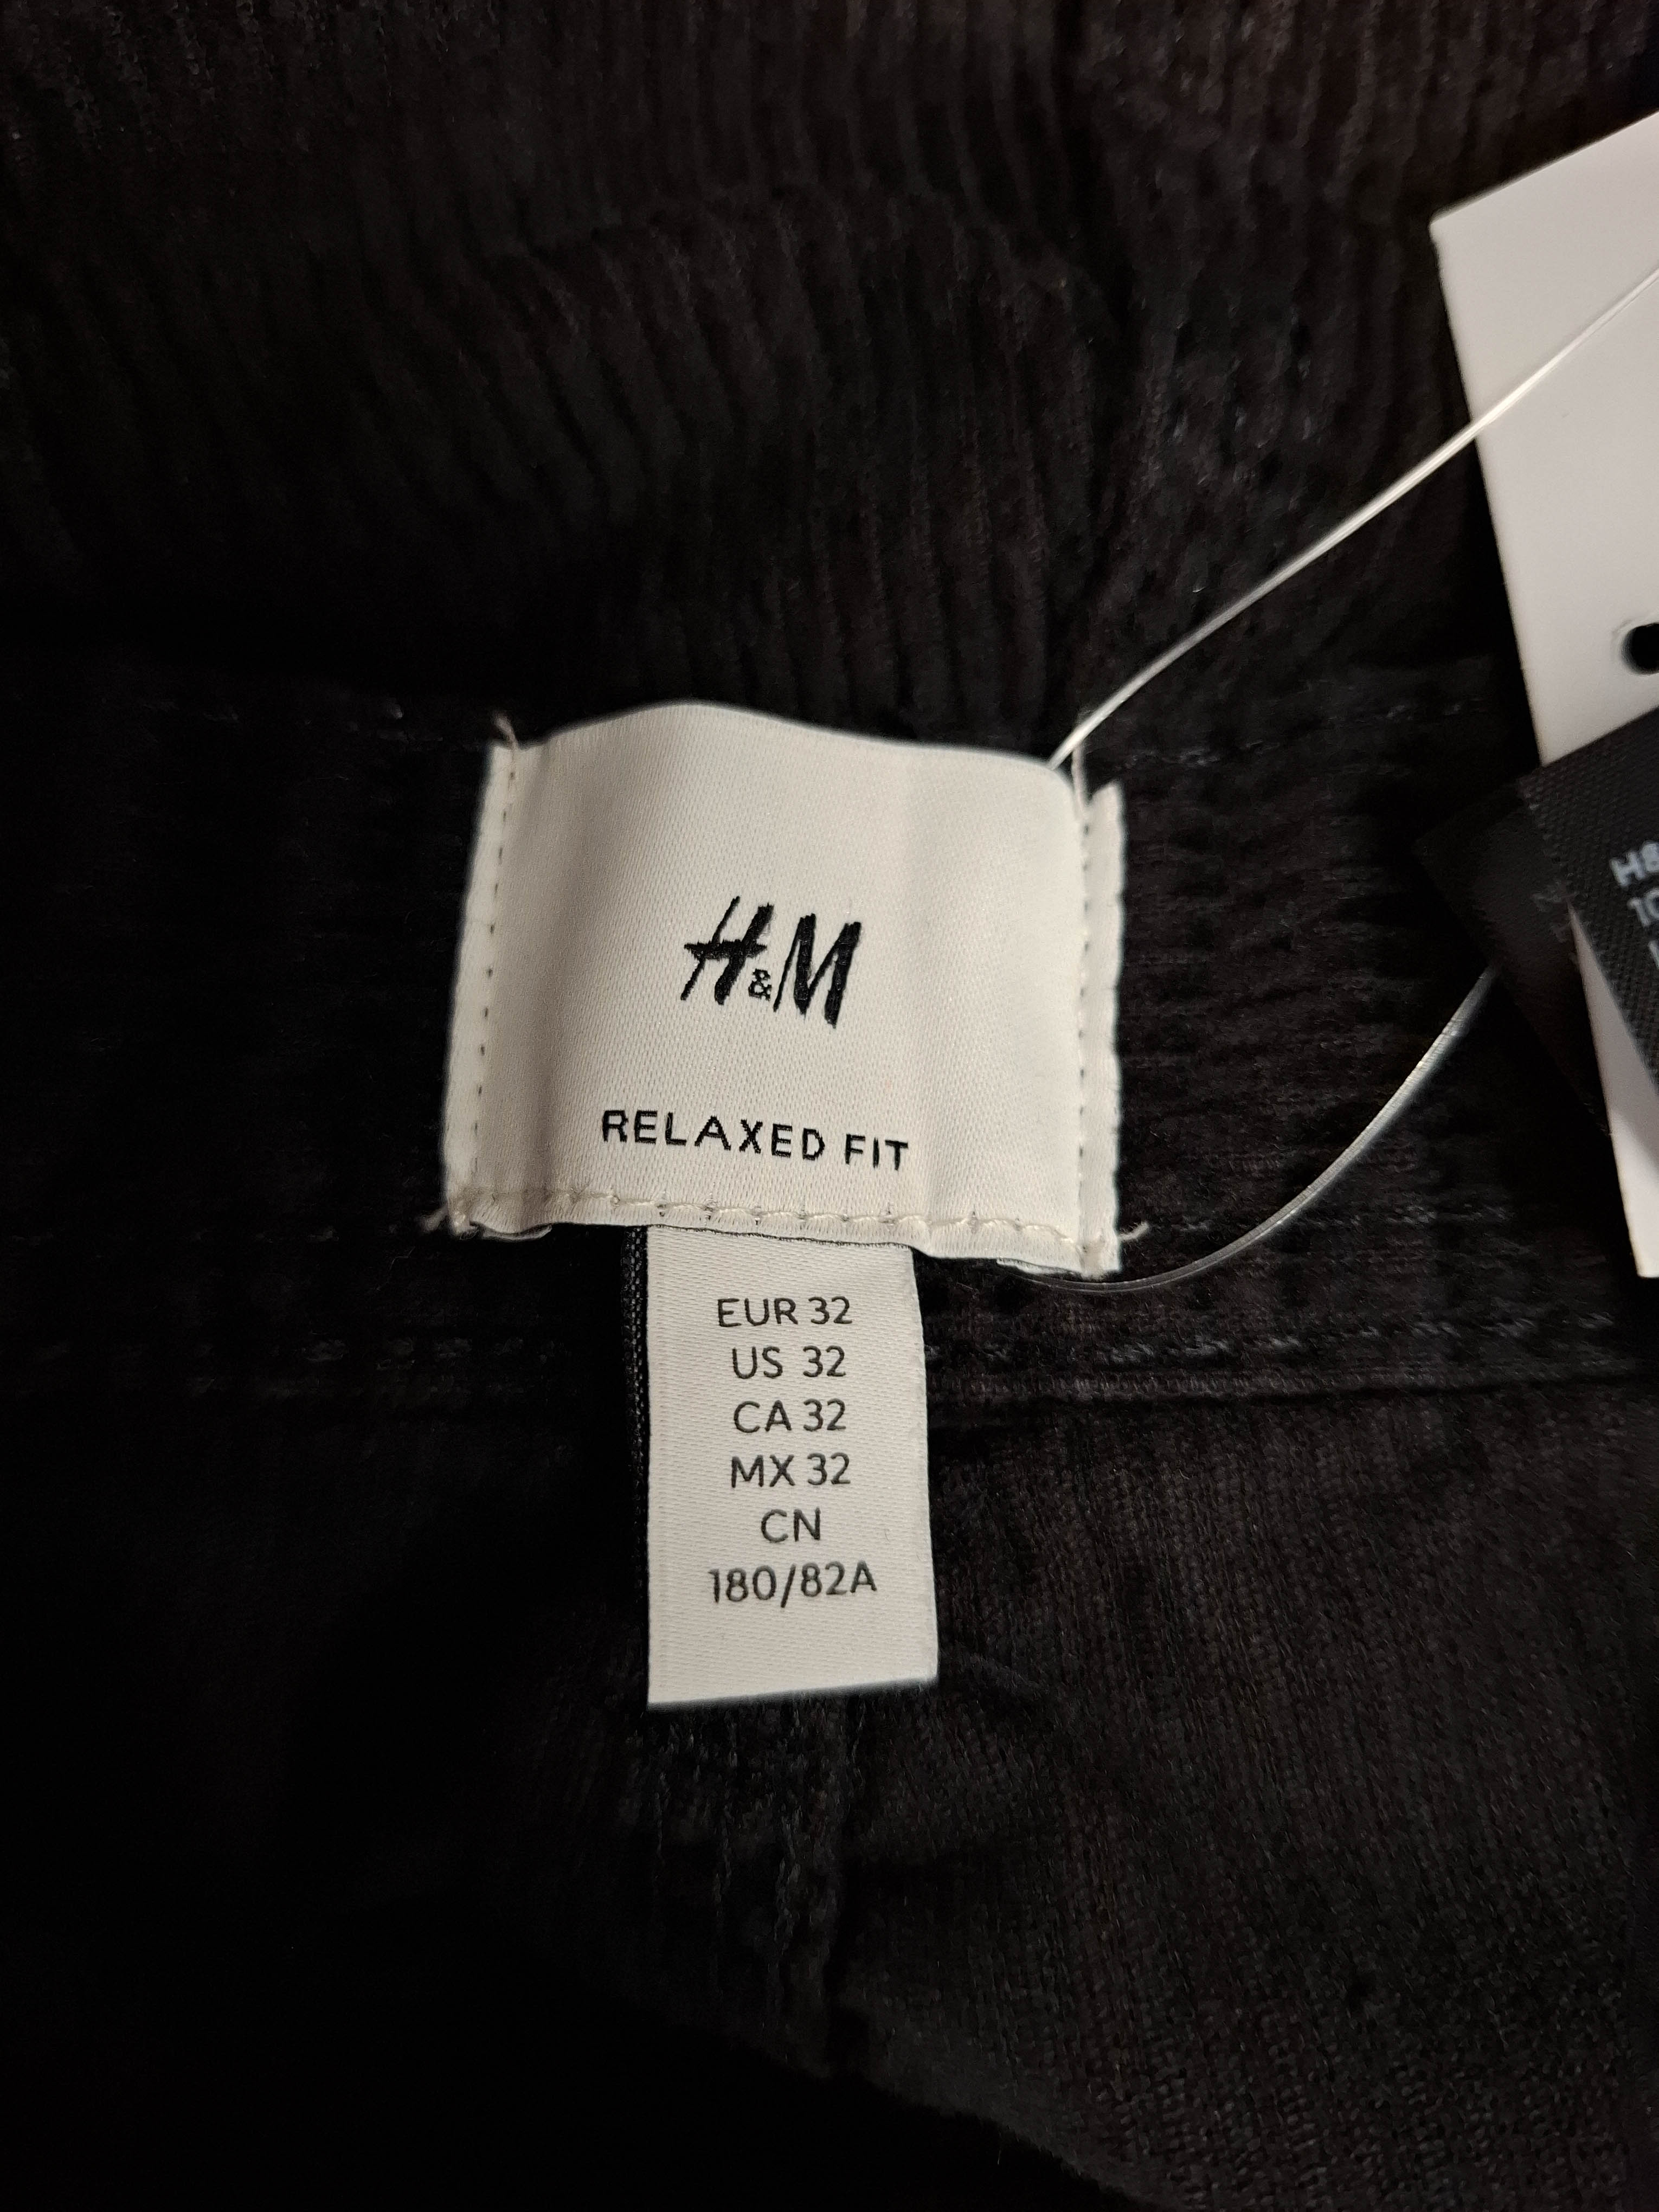 H&M
RELAXED FIT
EUR 32
US 32
CA 32
MX 32
CN
180/82A